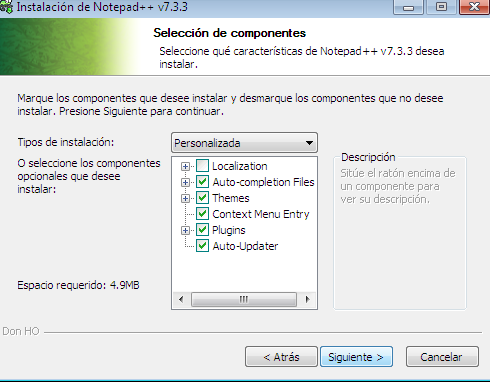 Instalación de Notepad++ v7.3.3
Selección de componentes
Seleccione qué características de Notepad++ v7.3.3 desea
instalar.
Marque los componentes que desee instalar y desmarque los componentes que no desee
instalar. Presione Siguiente para continuar.
Tipos de instalación:
Personalizada
O seleccione los componentes
opcionales que desee
instalar:
Localization
Auto-completion Files
Themes
Context Menu Entry
Plugins
Auto-Updater
Descripción
Sitúe el ratón encima de
un componente para
ver su descripción.
Espacio requerido: 4.9MB
Don HO
< Atrás
Siguiente >
Cancelar